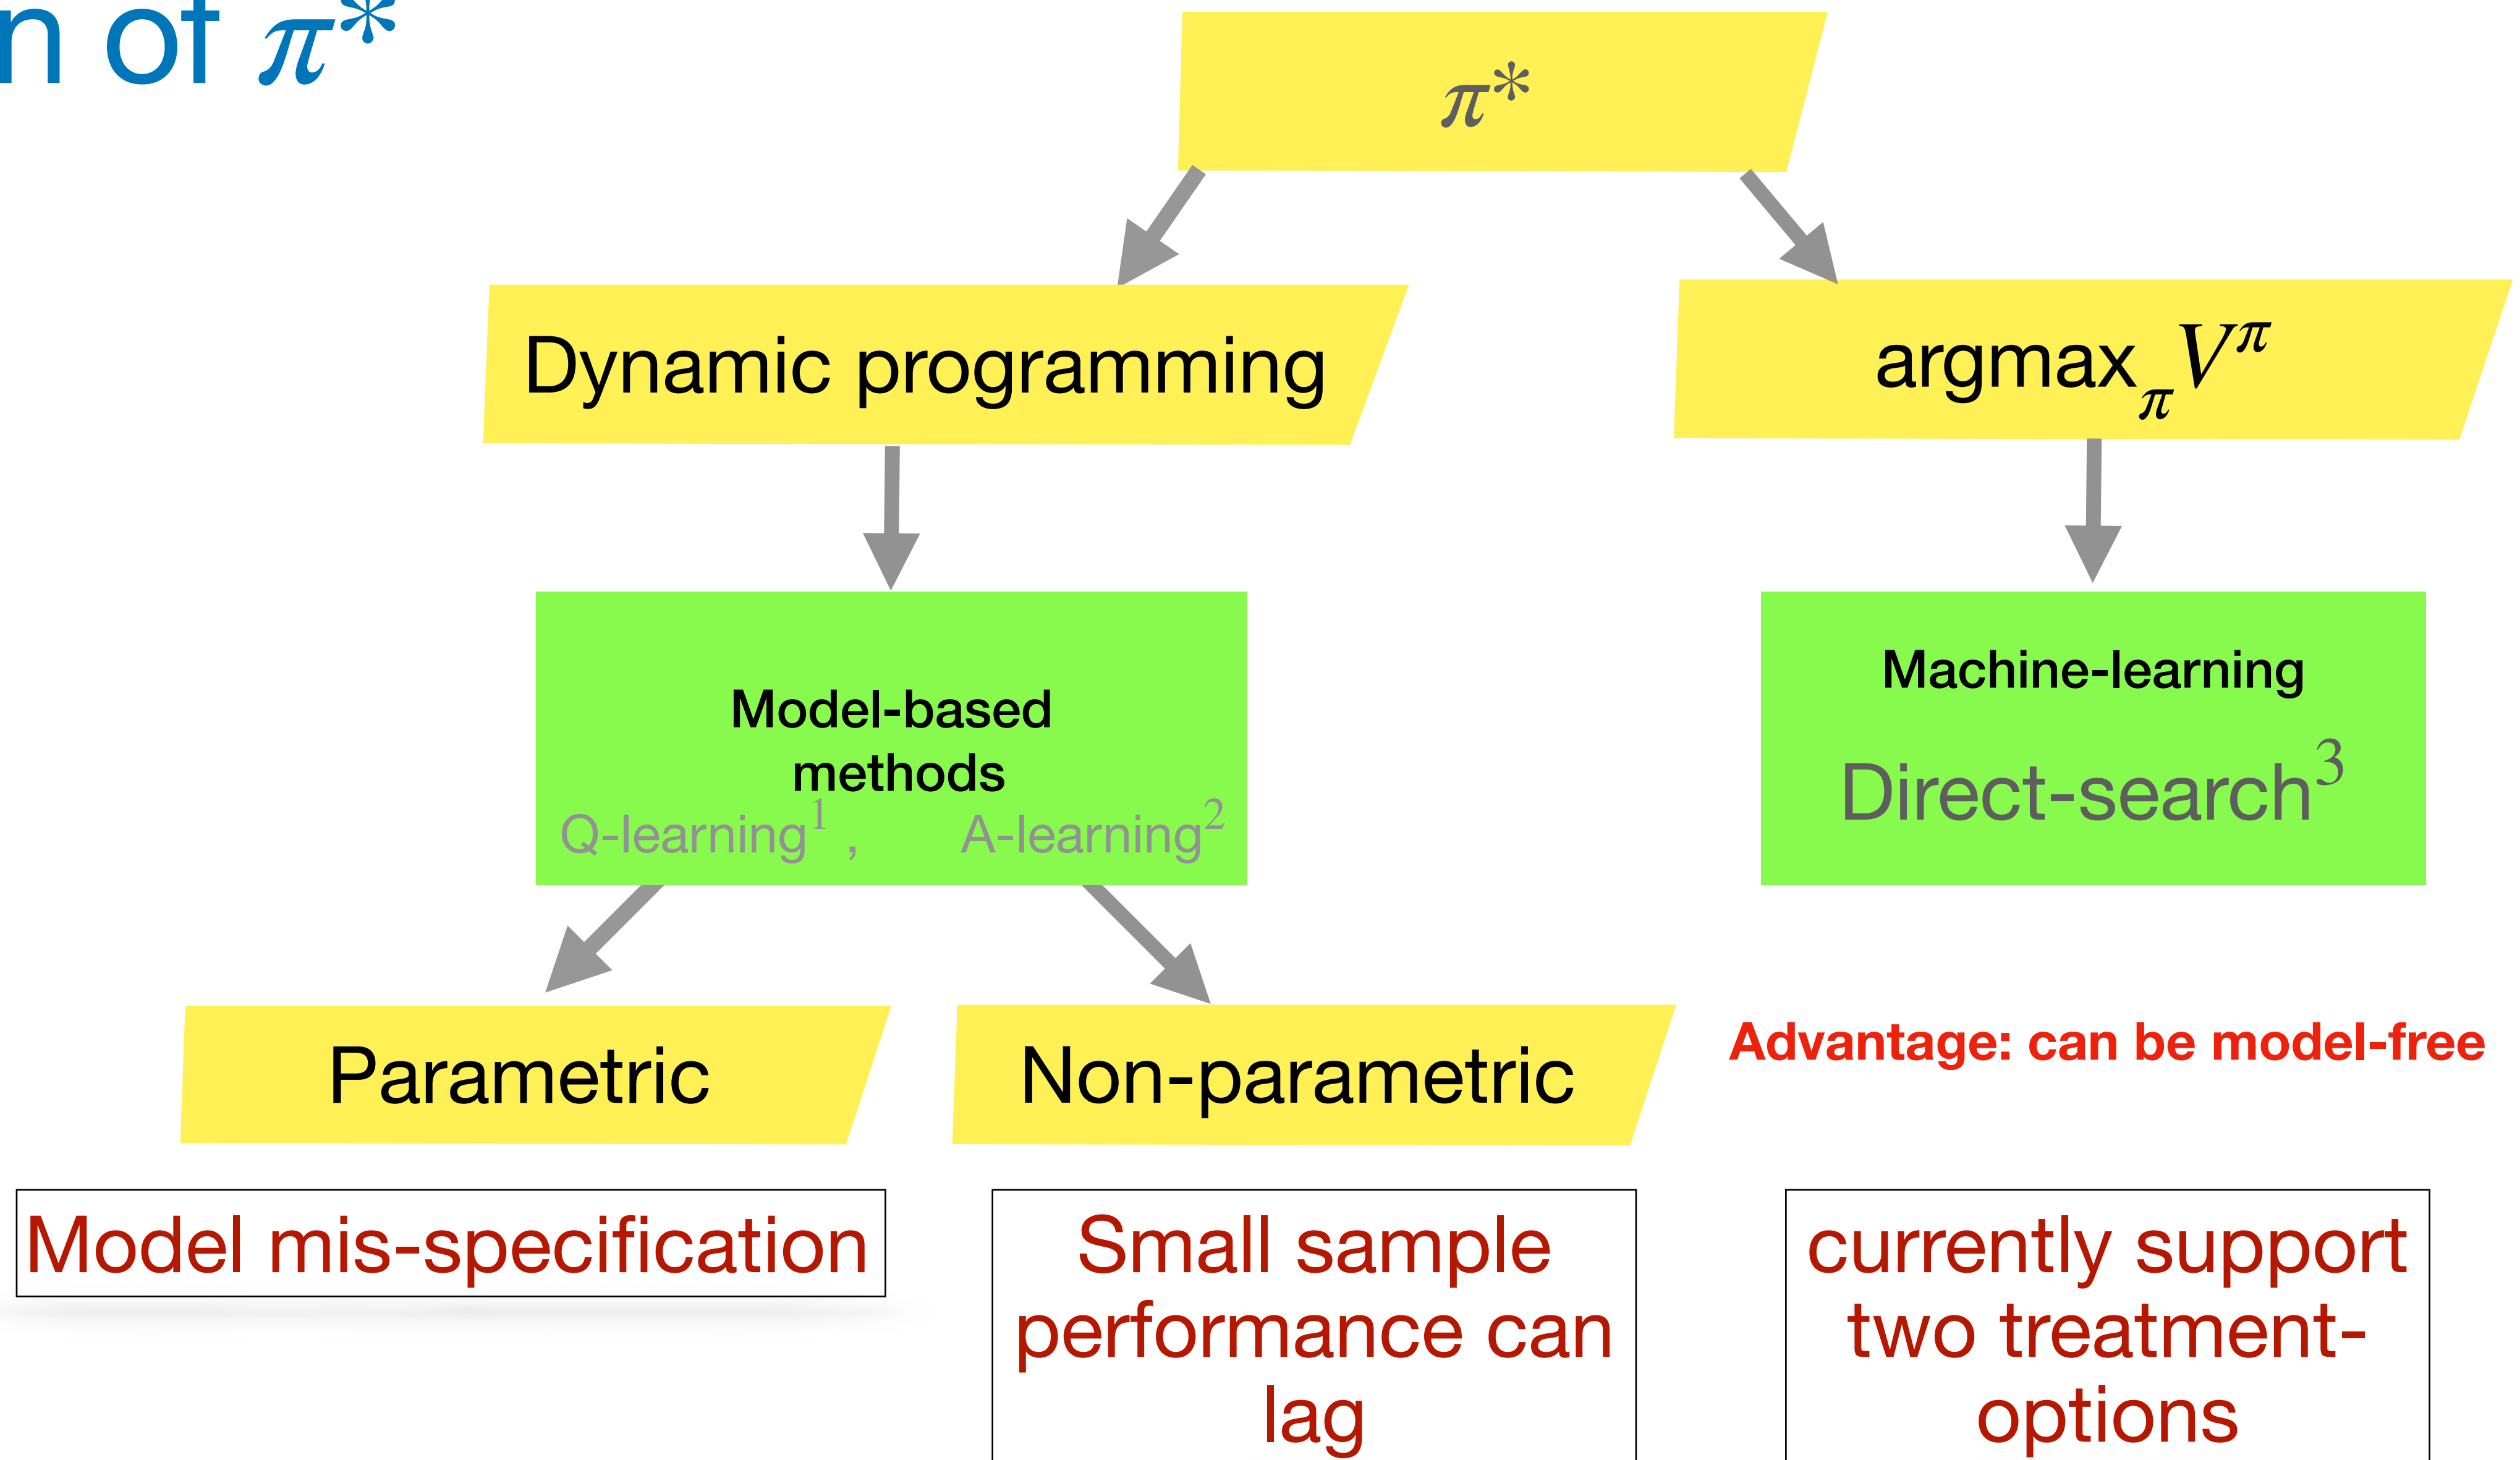 n of π*
π*
Dynamic programming
argmax_π V^π
Model-based
methods
Q-learning¹ , A-learning²
Machine-learning
Direct-search³
Parametric
Non-parametric
Advantage: can be model-free
Model mis-specification
Small sample
performance can
lag
currently support
two treatment-
options